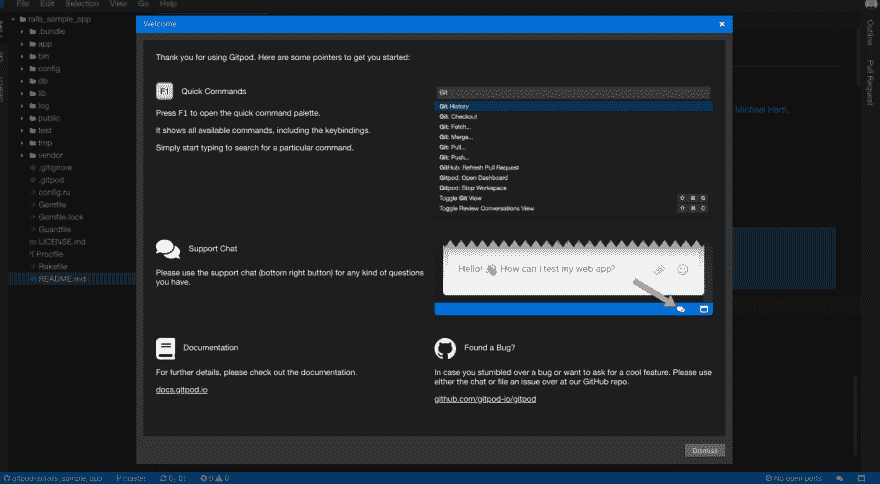 File Edit Selection View Go Help
rails_sample_app
.bundle
app
bin
config
db
lib
log
public
test
tmp
vendor
.gitignore
.gitpod
config.ru
Gemfile
Gemfile.lock
Guardfile
LICENSE.md
Procfile
Rakefile
README.md
Welcome
Thank you for using Gitpod. Here are some pointers to get you started:
F1 Quick Commands
Press F1 to open the quick command palette.
It shows all available commands, including the keybindings.
Simply start typing to search for a particular command.
Git
Git History
Git: Checkout
Git: Fetch...
Git: Merge...
Git: Pull...
Git: Push...
GitHub: Refresh Pull Request
Gitpod: Open Dashboard
Gitpod: Stop Workspace
Toggle Git View
Toggle Review Conversations View
Support Chat
Please use the support chat (bottom right button) for any kind of questions
you have.
Hello! 👋 How can I test my web app?
Documentation
For further details, please check out the documentation.
docs.gitpod.io
Found a Bug?
In case you stumbled over a bug or want to ask for a cool feature. Please use
either the chat or file an issue over at our GitHub repo.
github.com/gitpod-io/gitpod
Dismiss
Michael Hartl.
Outline
Pull Request
gitpod-io/rails_sample_app master 0↓ 0↑ 0 0
No open ports